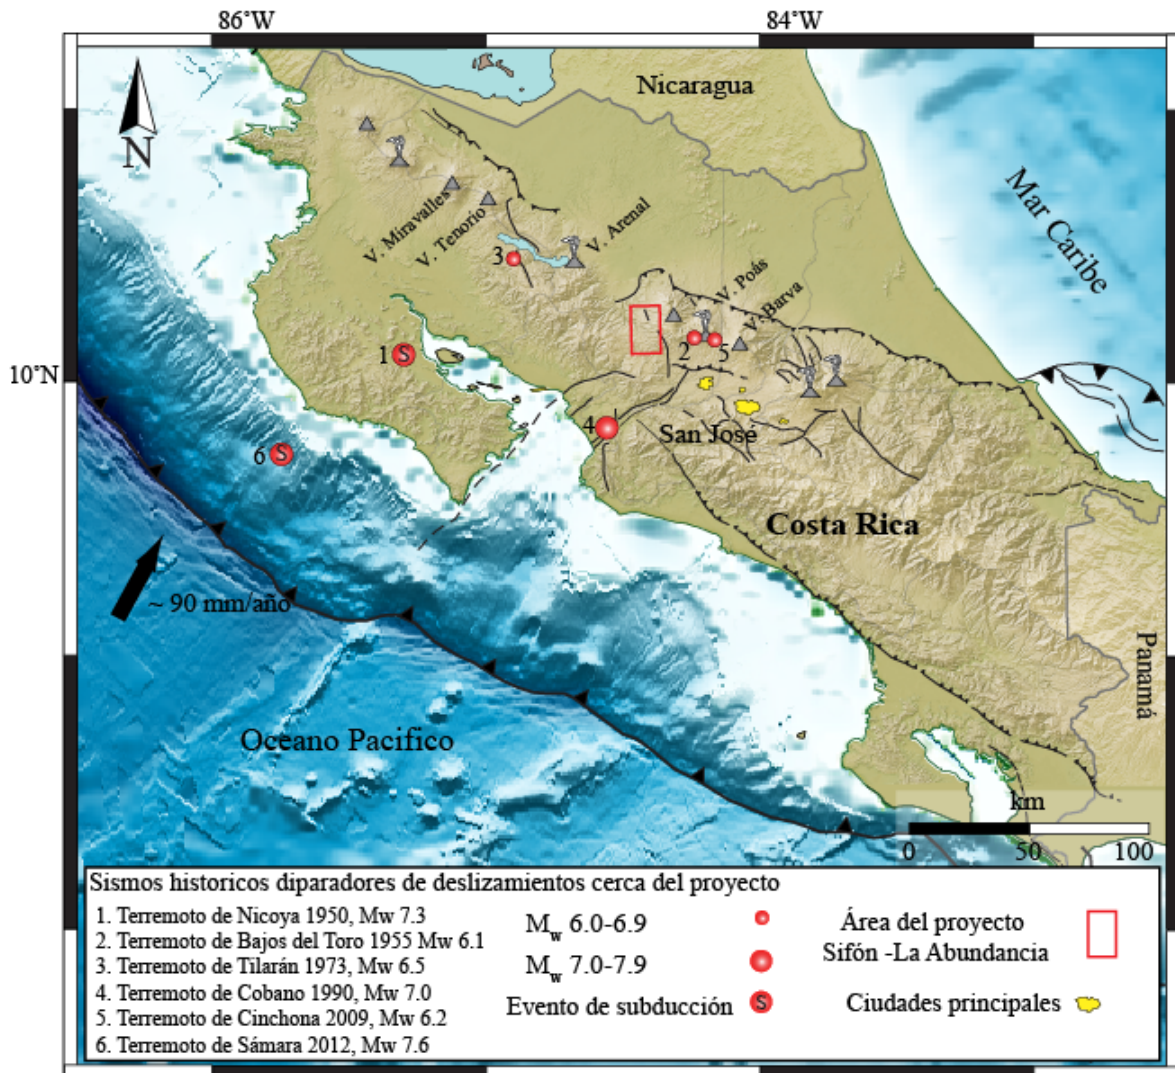 86°W
84°W
Nicaragua
N
Mar Caribe
V. Miravalles
V. Tenorio
V. Arenal
3
V. Poás
V. Barva
2
5
1
S
10°N
4
San José
6
S
Costa Rica
~ 90 mm/año
Panamá
Oceano Pacifico
km
0
50
100
Sismos historicos diparadores de deslizamientos cerca del proyecto
1. Terremoto de Nicoya 1950, Mw 7.3
2. Terremoto de Bajos del Toro 1955 Mw 6.1
3. Terremoto de Tilarán 1973, Mw 6.5
4. Terremoto de Cobano 1990, Mw 7.0
5. Terremoto de Cinchona 2009, Mw 6.2
6. Terremoto de Sámara 2012, Mw 7.6
Mw 6.0-6.9
Mw 7.0-7.9
Evento de subducción
S
Área del proyecto
Sifón -La Abundancia
Ciudades principales